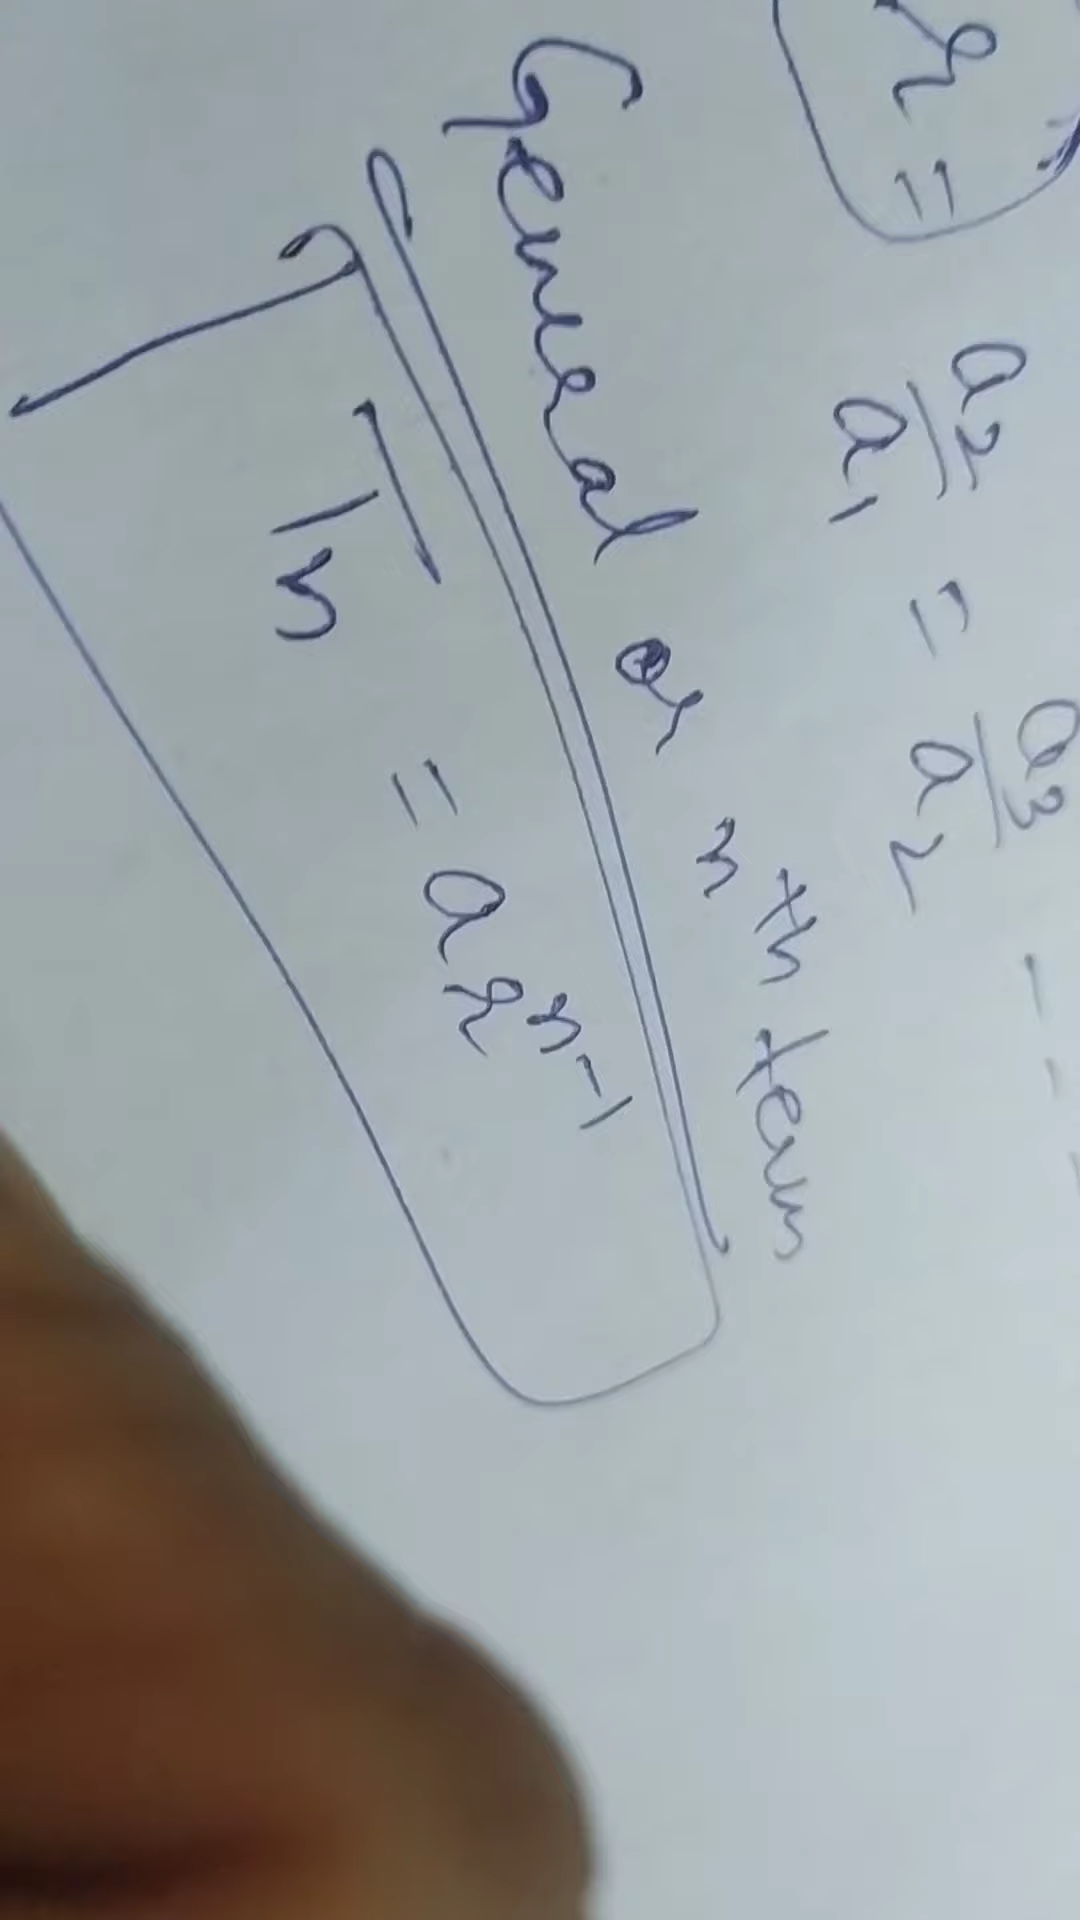 r = a2/a1 = a3/a2 - - -
General or nth term
Tn = ar^n-1